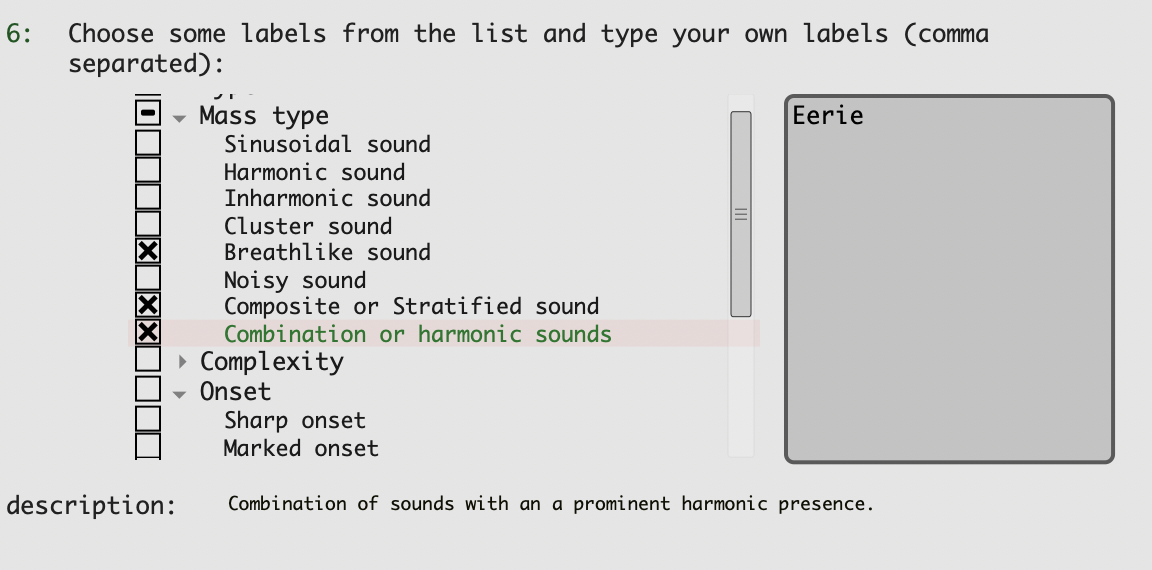 6: Choose some labels from the list and type your own labels (comma
separated):
Mass type
Sinusoidal sound
Harmonic sound
Inharmonic sound
Cluster sound
Breathlike sound
Noisy sound
Composite or Stratified sound
Combination or harmonic sounds
Complexity
Onset
Sharp onset
Marked onset
Eerie
description: Combination of sounds with an a prominent harmonic presence.